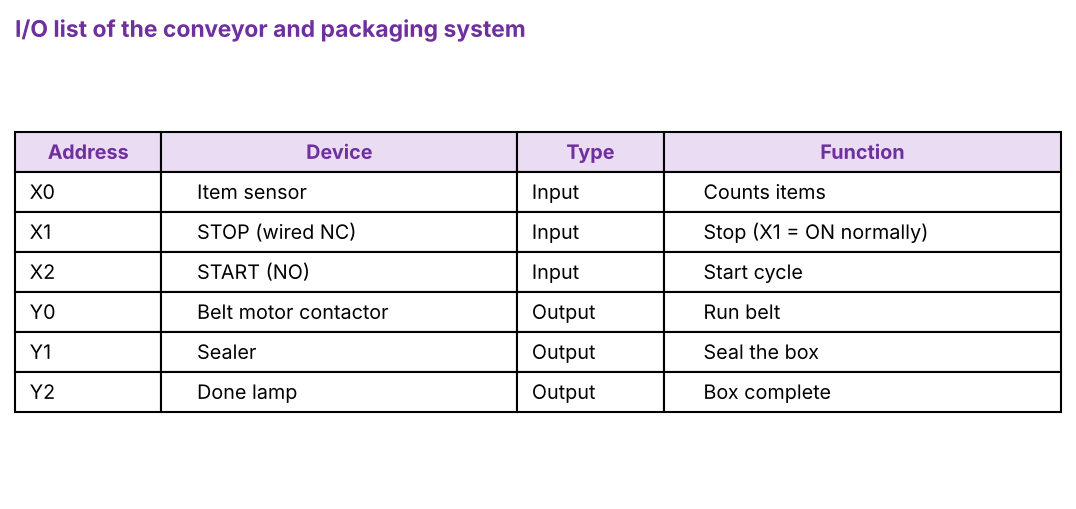 I/O list of the conveyor and packaging system
Address Device Type Function
X0 Item sensor Input Counts items
X1 STOP (wired NC) Input Stop (X1 = ON normally)
X2 START (NO) Input Start cycle
Y0 Belt motor contactor Output Run belt
Y1 Sealer Output Seal the box
Y2 Done lamp Output Box complete